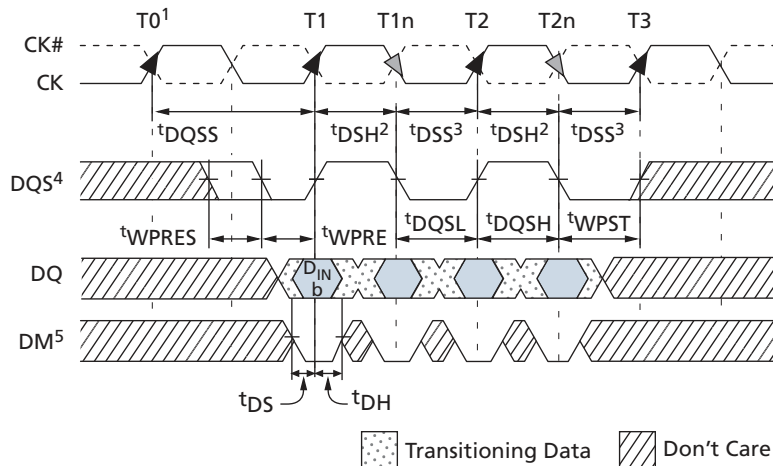 T0¹ T1 T1n T2 T2n T3
CK#
CK
tDQSS tDSH² tDSS³ tDSH² tDSS³
DQS⁴
tWPRES tWPRE tDQSL tDQSH tWPST
DQ
DIN
b
DM⁵
tDS tDH
Transitioning Data Don't Care